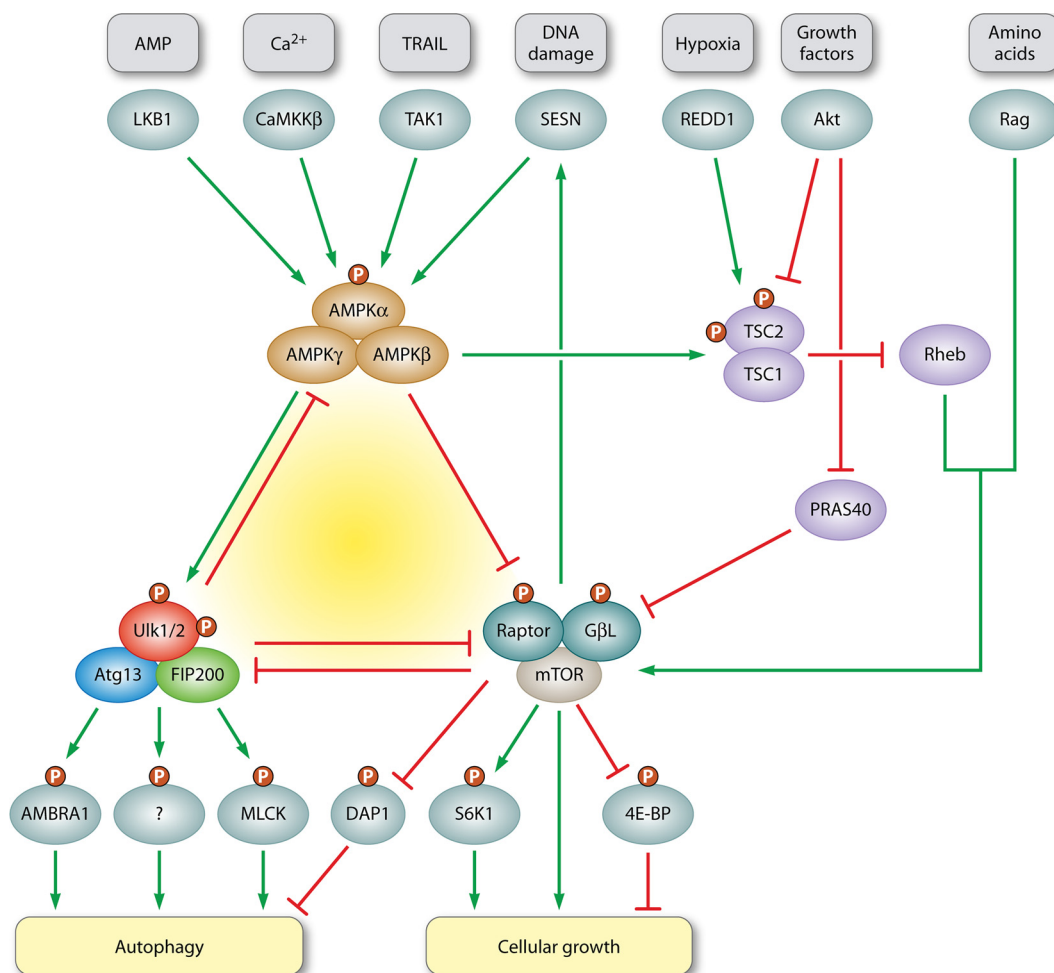 AMP
Ca²⁺
TRAIL
DNA
damage
Hypoxia
Growth
factors
Amino
acids
LKB1
CaMKKβ
TAK1
SESN
REDD1
Akt
Rag
P
AMPKα
AMPKγ
AMPKβ
P
P
TSC2
TSC1
Rheb
PRAS40
P
Ulk1/2
P
Atg13
FIP200
P
P
Raptor
GβL
mTOR
P
P
P
P
P
P
AMBRA1
?
MLCK
DAP1
S6K1
4E-BP
Autophagy
Cellular growth